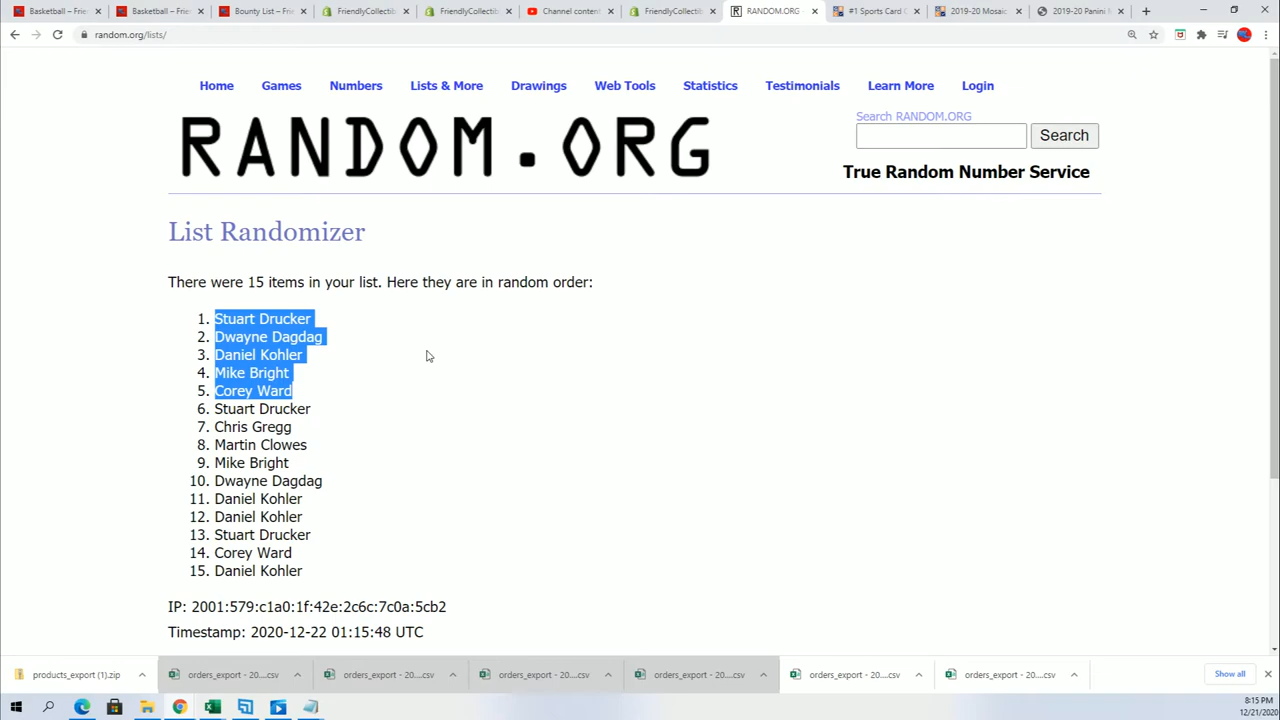 Basketball – Frie
Basketball – Frie
Bounty List – Frie
FriendlyCollectib
FriendlyCollectib
Channel content
FriendlyCollectib
RANDOM.ORG
#1 Sports Card
2019-20 Mosaic
2019-20 Panini
random.org/lists/
Home Games Numbers Lists & More Drawings Web Tools Statistics Testimonials Learn More Login
RANDOM.ORG
Search RANDOM.ORG
Search
True Random Number Service
List Randomizer
There were 15 items in your list. Here they are in random order:
1. Stuart Drucker
2. Dwayne Dagdag
3. Daniel Kohler
4. Mike Bright
5. Corey Ward
6. Stuart Drucker
7. Chris Gregg
8. Martin Clowes
9. Mike Bright
10. Dwayne Dagdag
11. Daniel Kohler
12. Daniel Kohler
13. Stuart Drucker
14. Corey Ward
15. Daniel Kohler
IP: 2001:579:c1a0:1f:42e:2c6c:7c0a:5cb2
Timestamp: 2020-12-22 01:15:48 UTC
products_export (1).zip
orders_export - 20....csv
orders_export - 20....csv
orders_export - 20....csv
orders_export - 20....csv
orders_export - 20....csv
orders_export - 20....csv
Show all
8:15 PM
12/21/2020